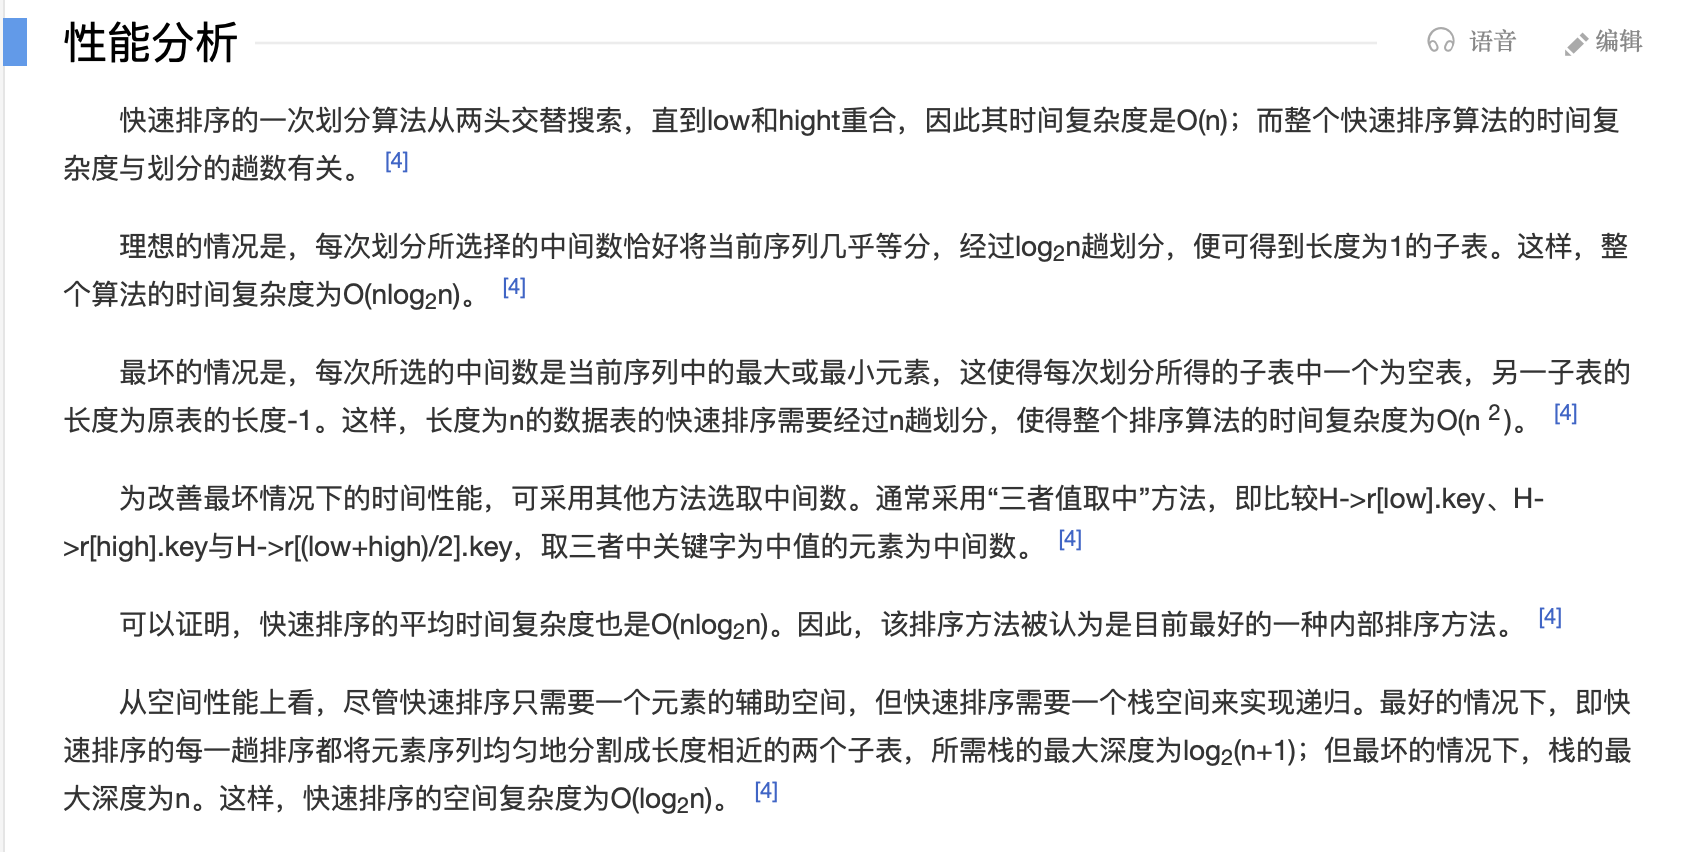 性能分析
语音
编辑
快速排序的一次划分算法从两头交替搜索，直到low和hight重合，因此其时间复杂度是O(n)；而整个快速排序算法的时间复
杂度与划分的趟数有关。 [4]
理想的情况是，每次划分所选择的中间数恰好将当前序列几乎等分，经过log₂n趟划分，便可得到长度为1的子表。这样，整
个算法的时间复杂度为O(nlog₂n)。 [4]
最坏的情况是，每次所选的中间数是当前序列中的最大或最小元素，这使得每次划分所得的子表中一个为空表，另一子表的
长度为原表的长度-1。这样，长度为n的数据表的快速排序需要经过n趟划分，使得整个排序算法的时间复杂度为O(n ²)。 [4]
为改善最坏情况下的时间性能，可采用其他方法选取中间数。通常采用“三者值取中”方法，即比较H->r[low].key、H-
>r[high].key与H->r[(low+high)/2].key，取三者中关键字为中值的元素为中间数。 [4]
可以证明，快速排序的平均时间复杂度也是O(nlog₂n)。因此，该排序方法被认为是目前最好的一种内部排序方法。 [4]
从空间性能上看，尽管快速排序只需要一个元素的辅助空间，但快速排序需要一个栈空间来实现递归。最好的情况下，即快
速排序的每一趟排序都将元素序列均匀地分割成长度相近的两个子表，所需栈的最大深度为log₂(n+1)；但最坏的情况下，栈的最
大深度为n。这样，快速排序的空间复杂度为O(log₂n)。 [4]